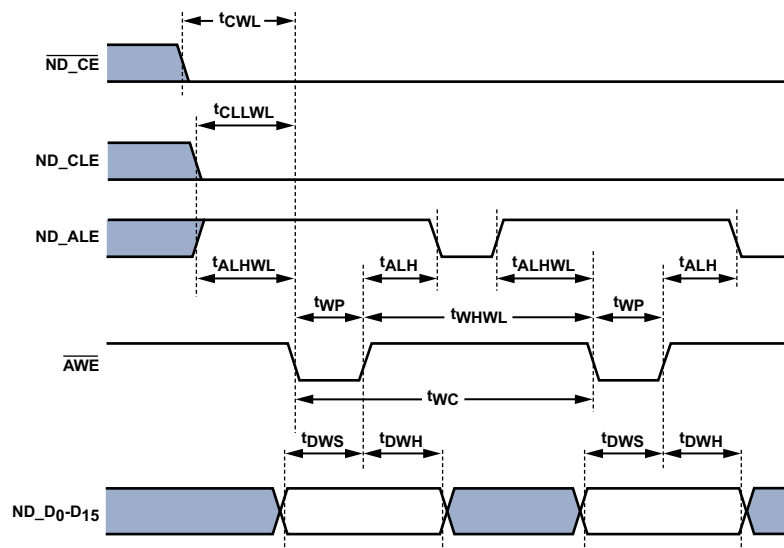 tCWL
ND_CE
tCLLWL
ND_CLE
ND_ALE
tALHWL tALH tALHWL tALH
tWP tWHWL tWP
AWE
tWC
tDWS tDWH tDWS tDWH
ND_D0-D15